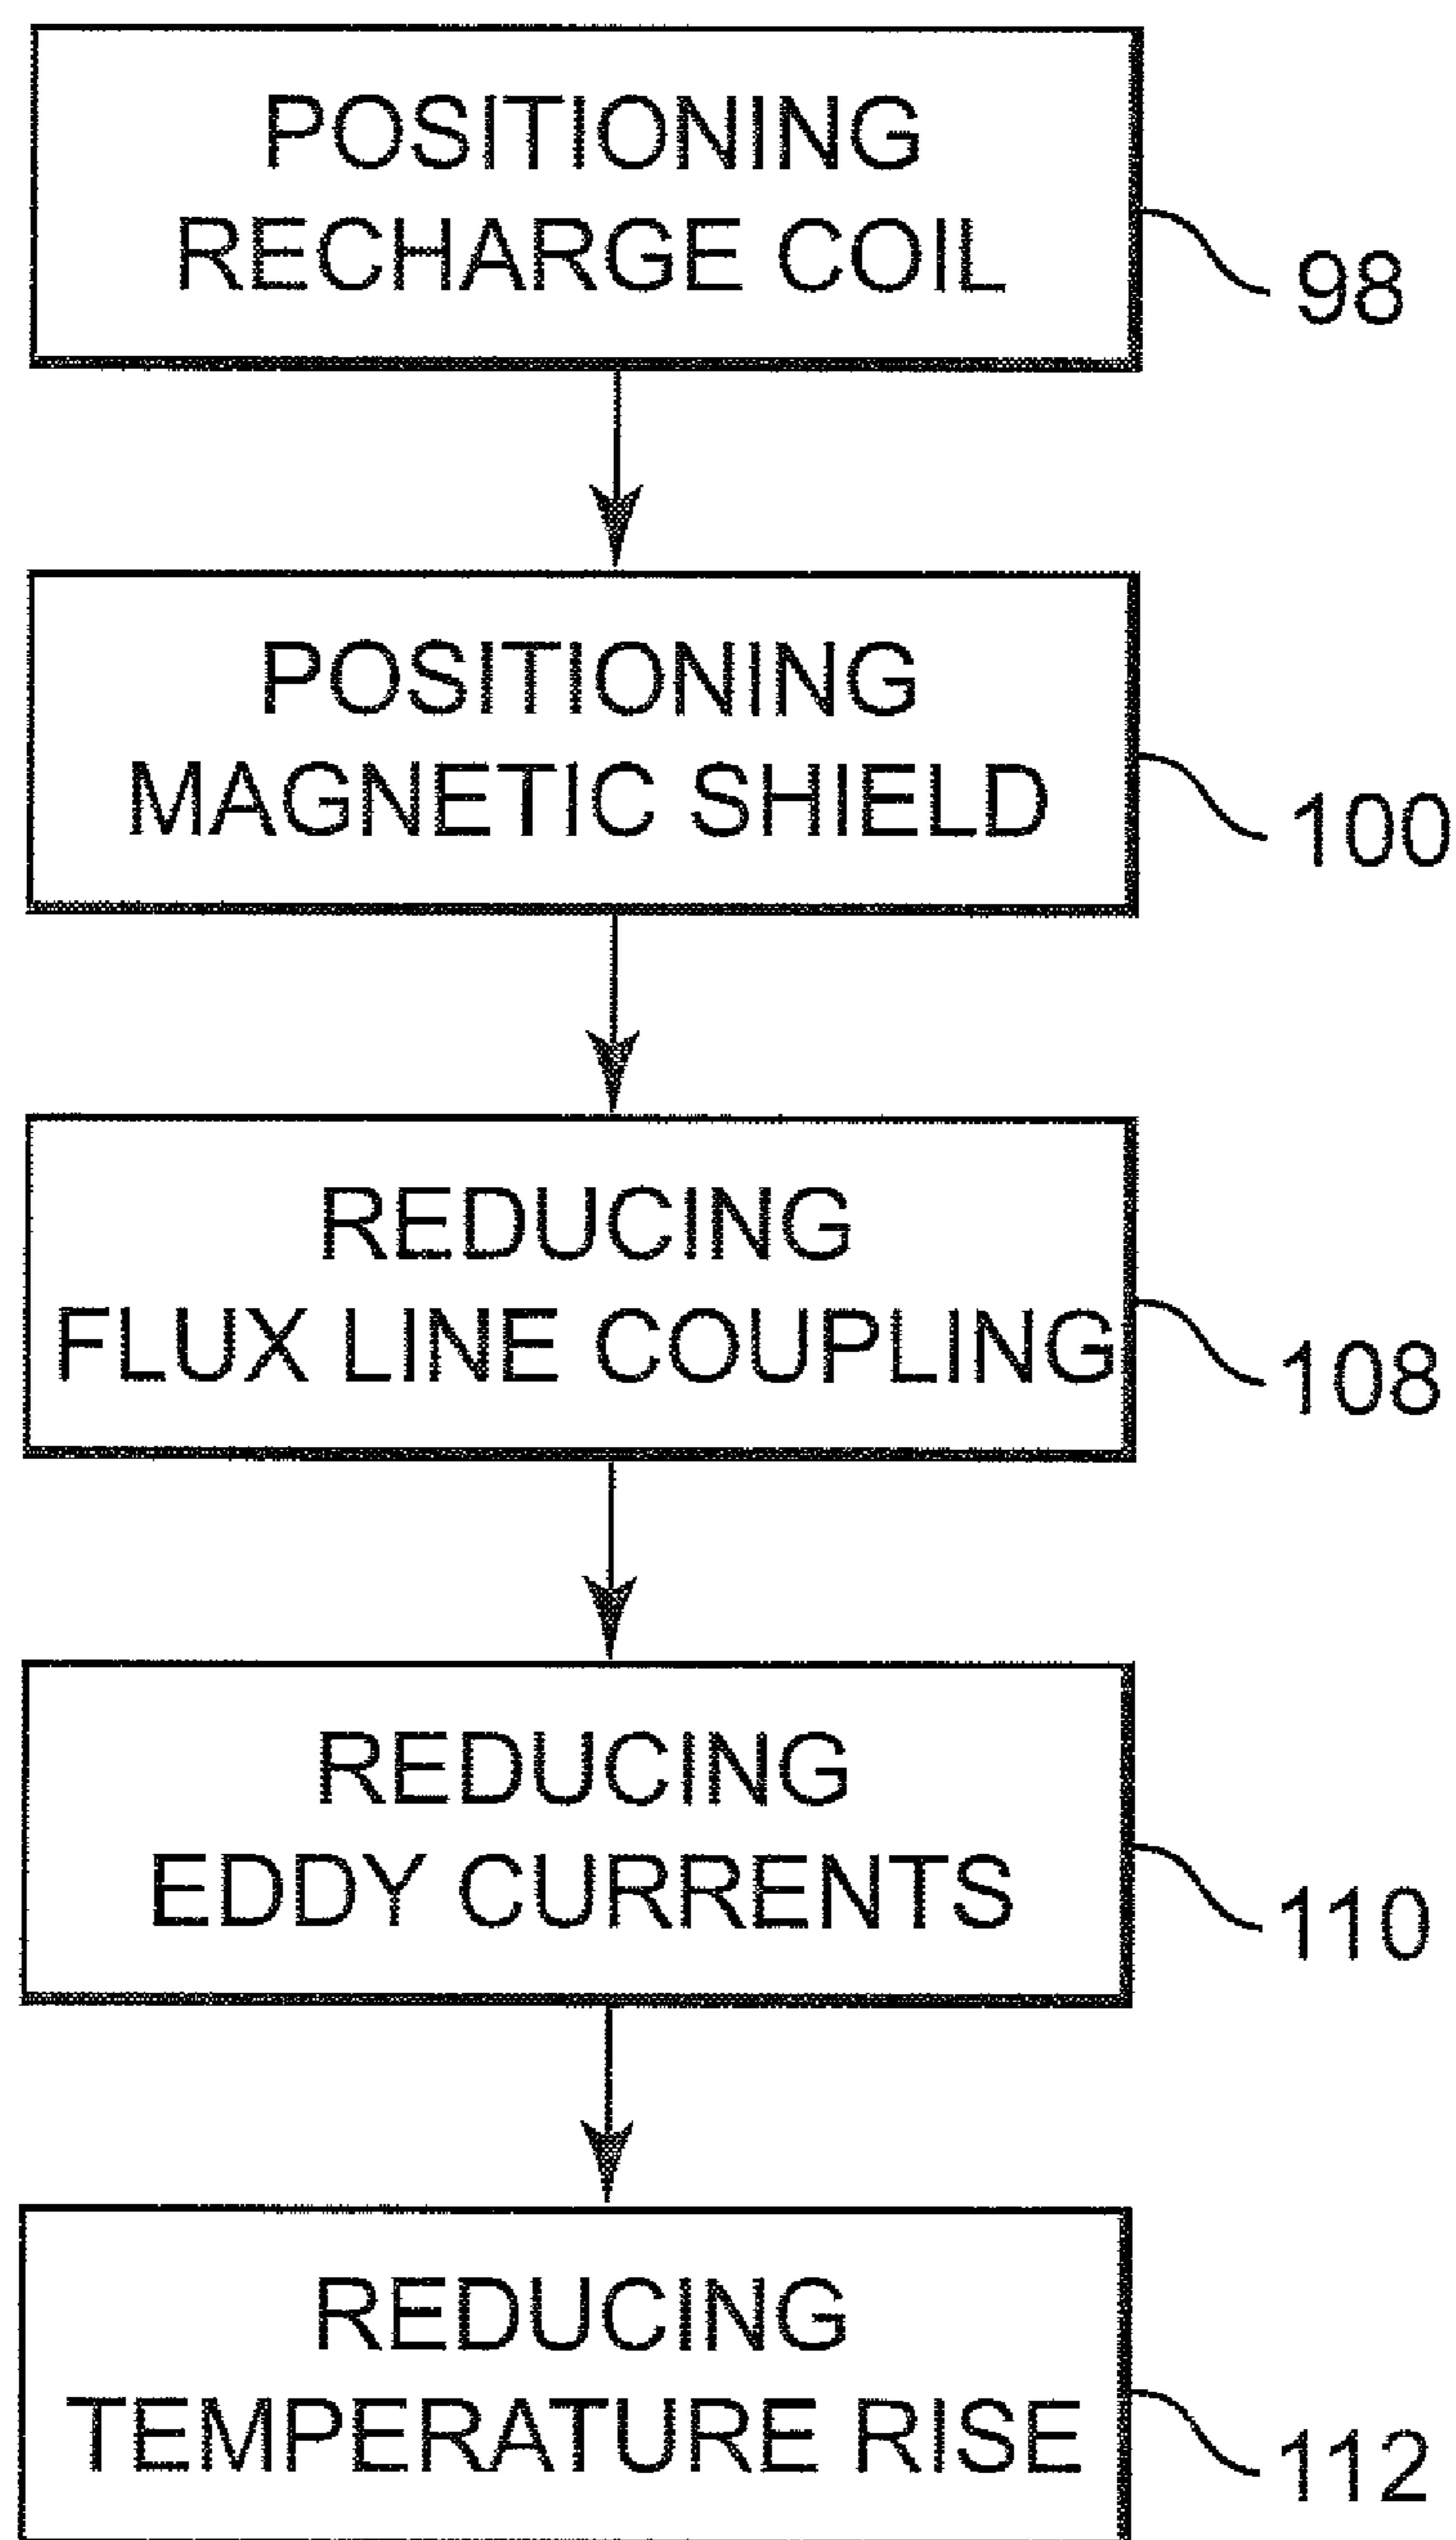 POSITIONING
RECHARGE COIL
98
POSITIONING
MAGNETIC SHIELD
100
REDUCING
FLUX LINE COUPLING
108
REDUCING
EDDY CURRENTS
110
REDUCING
TEMPERATURE RISE
112